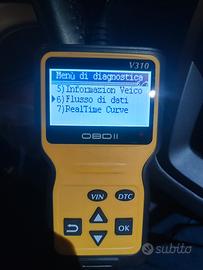 V310
Menù di diagnostica
5)Informazion Veico
6)Flusso di dati
7)RealTime Curve
OBDII
VIN
DTC
OK
subito